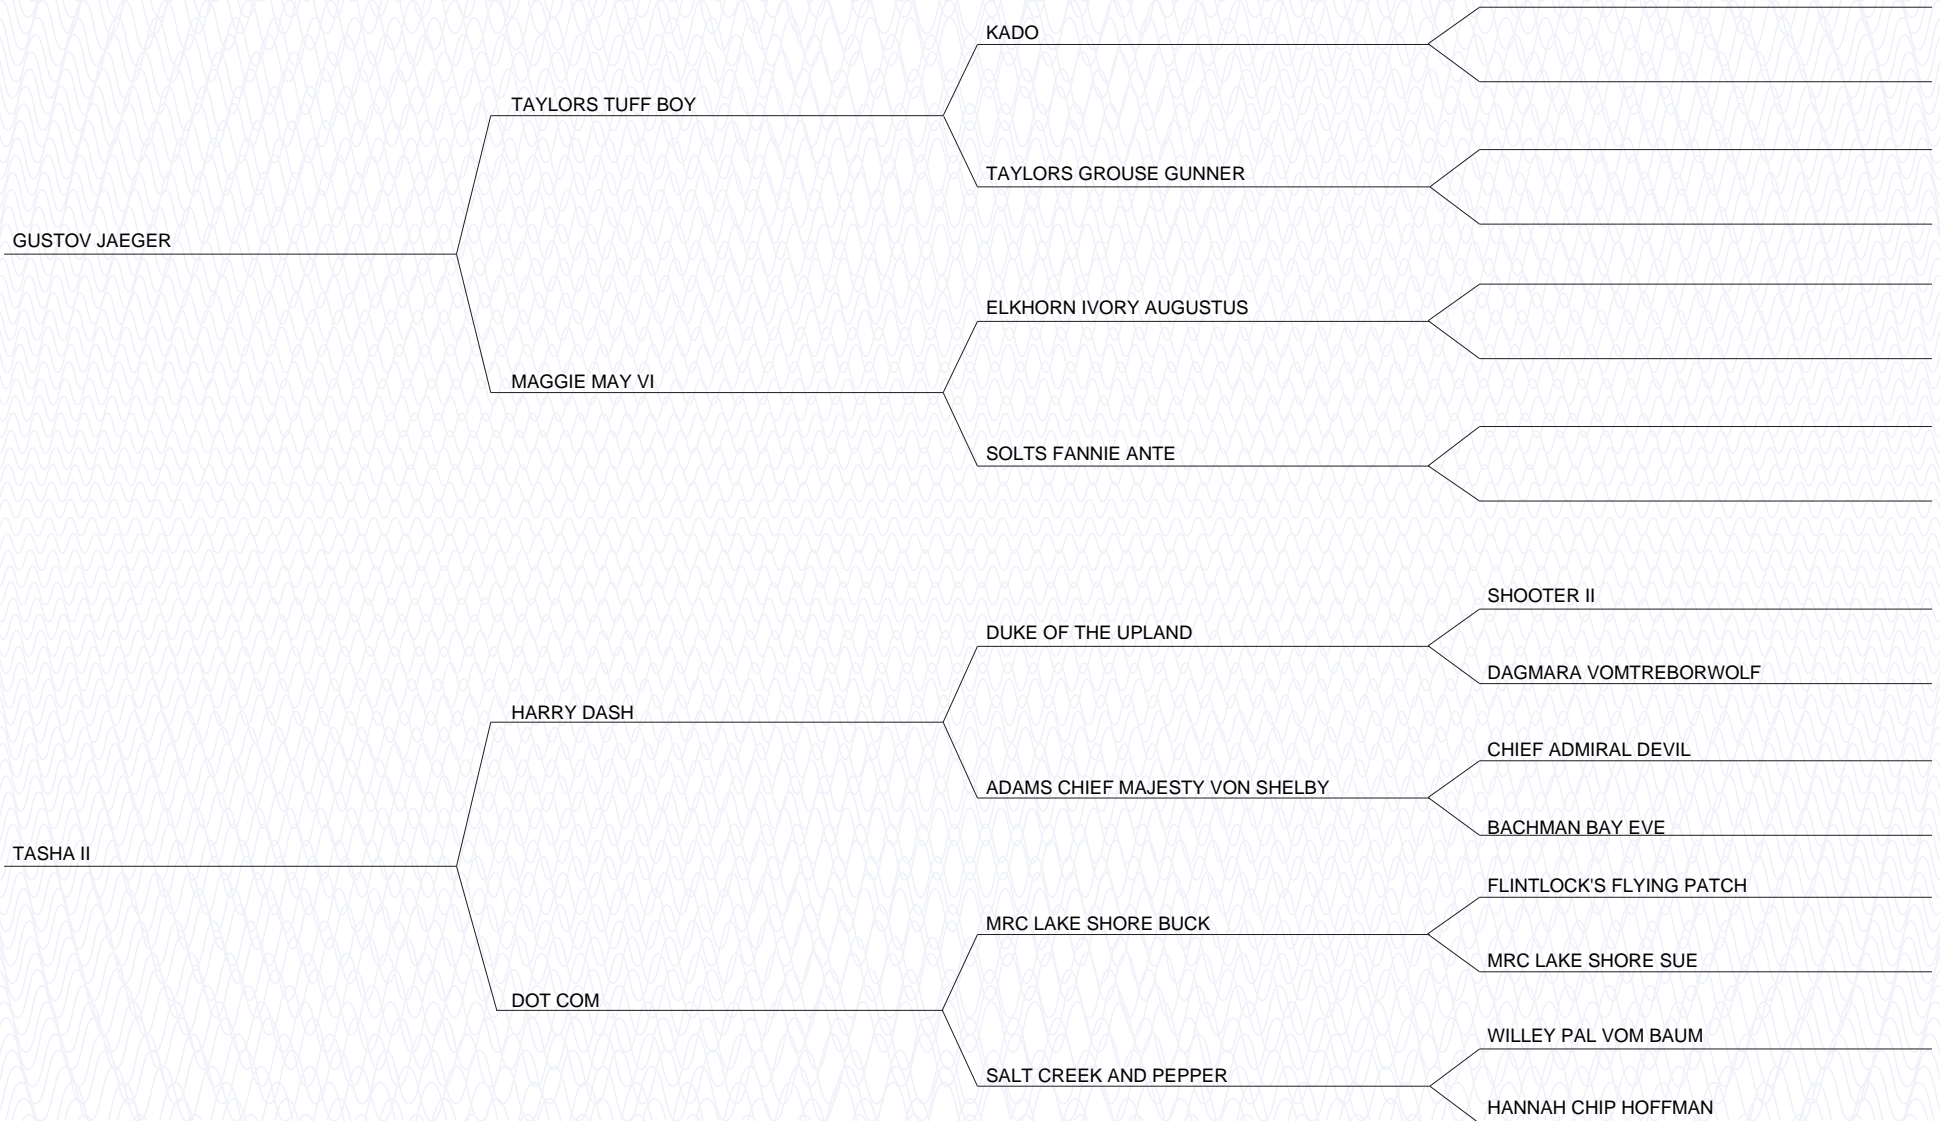 KADO
TAYLORS TUFF BOY
TAYLORS GROUSE GUNNER
GUSTOV JAEGER
ELKHORN IVORY AUGUSTUS
MAGGIE MAY VI
SOLTS FANNIE ANTE
SHOOTER II
DUKE OF THE UPLAND
DAGMARA VOMTREBORWOLF
HARRY DASH
CHIEF ADMIRAL DEVIL
ADAMS CHIEF MAJESTY VON SHELBY
BACHMAN BAY EVE
TASHA II
FLINTLOCK'S FLYING PATCH
MRC LAKE SHORE BUCK
MRC LAKE SHORE SUE
DOT COM
WILLEY PAL VOM BAUM
SALT CREEK AND PEPPER
HANNAH CHIP HOFFMAN